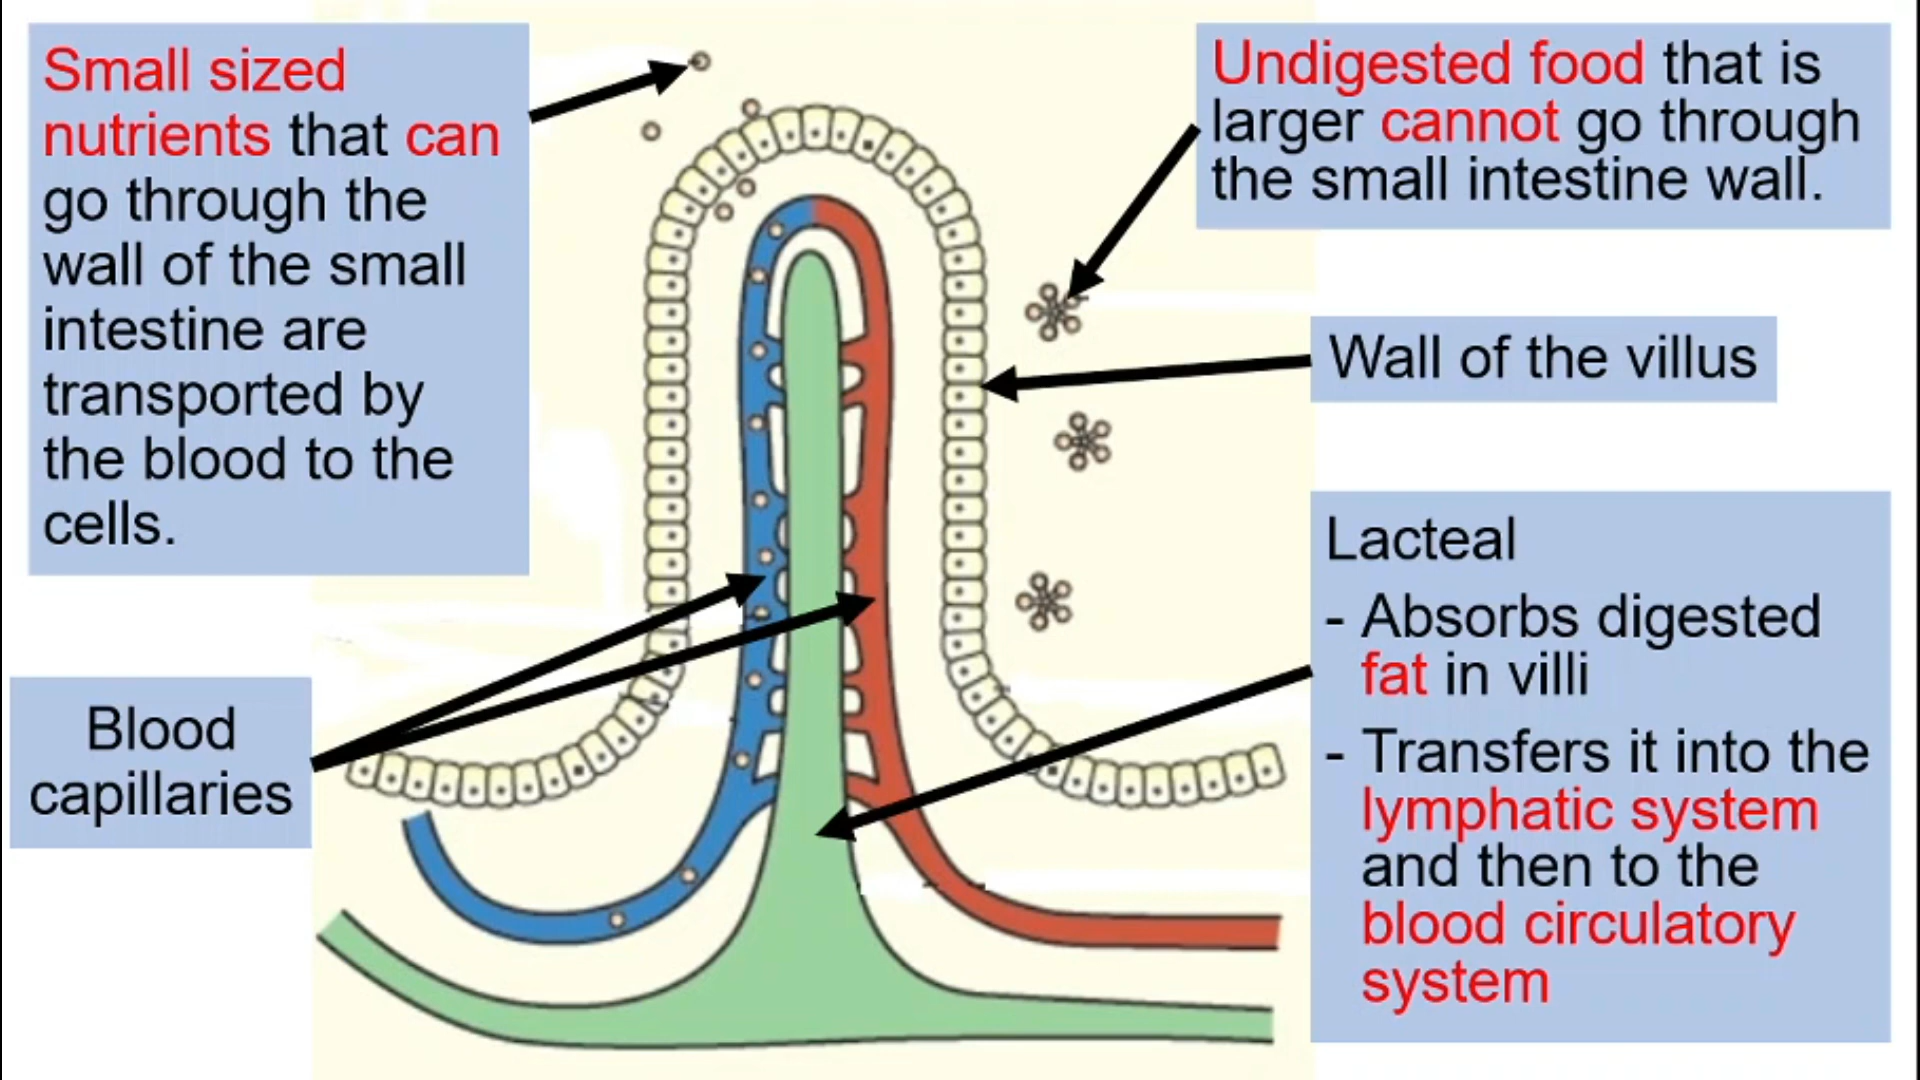 Small sized
nutrients that can
go through the
wall of the small
intestine are
transported by
the blood to the
cells.
Undigested food that is
larger cannot go through
the small intestine wall.
Wall of the villus
Blood
capillaries
Lacteal
- Absorbs digested
fat in villi
- Transfers it into the
lymphatic system
and then to the
blood circulatory
system